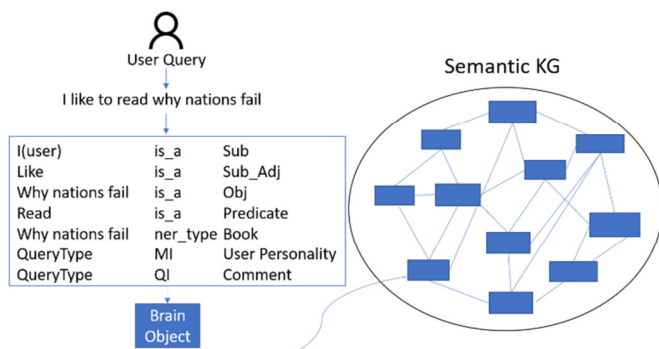 User Query
I like to read why nations fail
I(user) is_a Sub
Like is_a Sub_Adj
Why nations fail is_a Obj
Read is_a Predicate
Why nations fail ner_type Book
QueryType MI User Personality
QueryType QI Comment
Brain
Object
Semantic KG